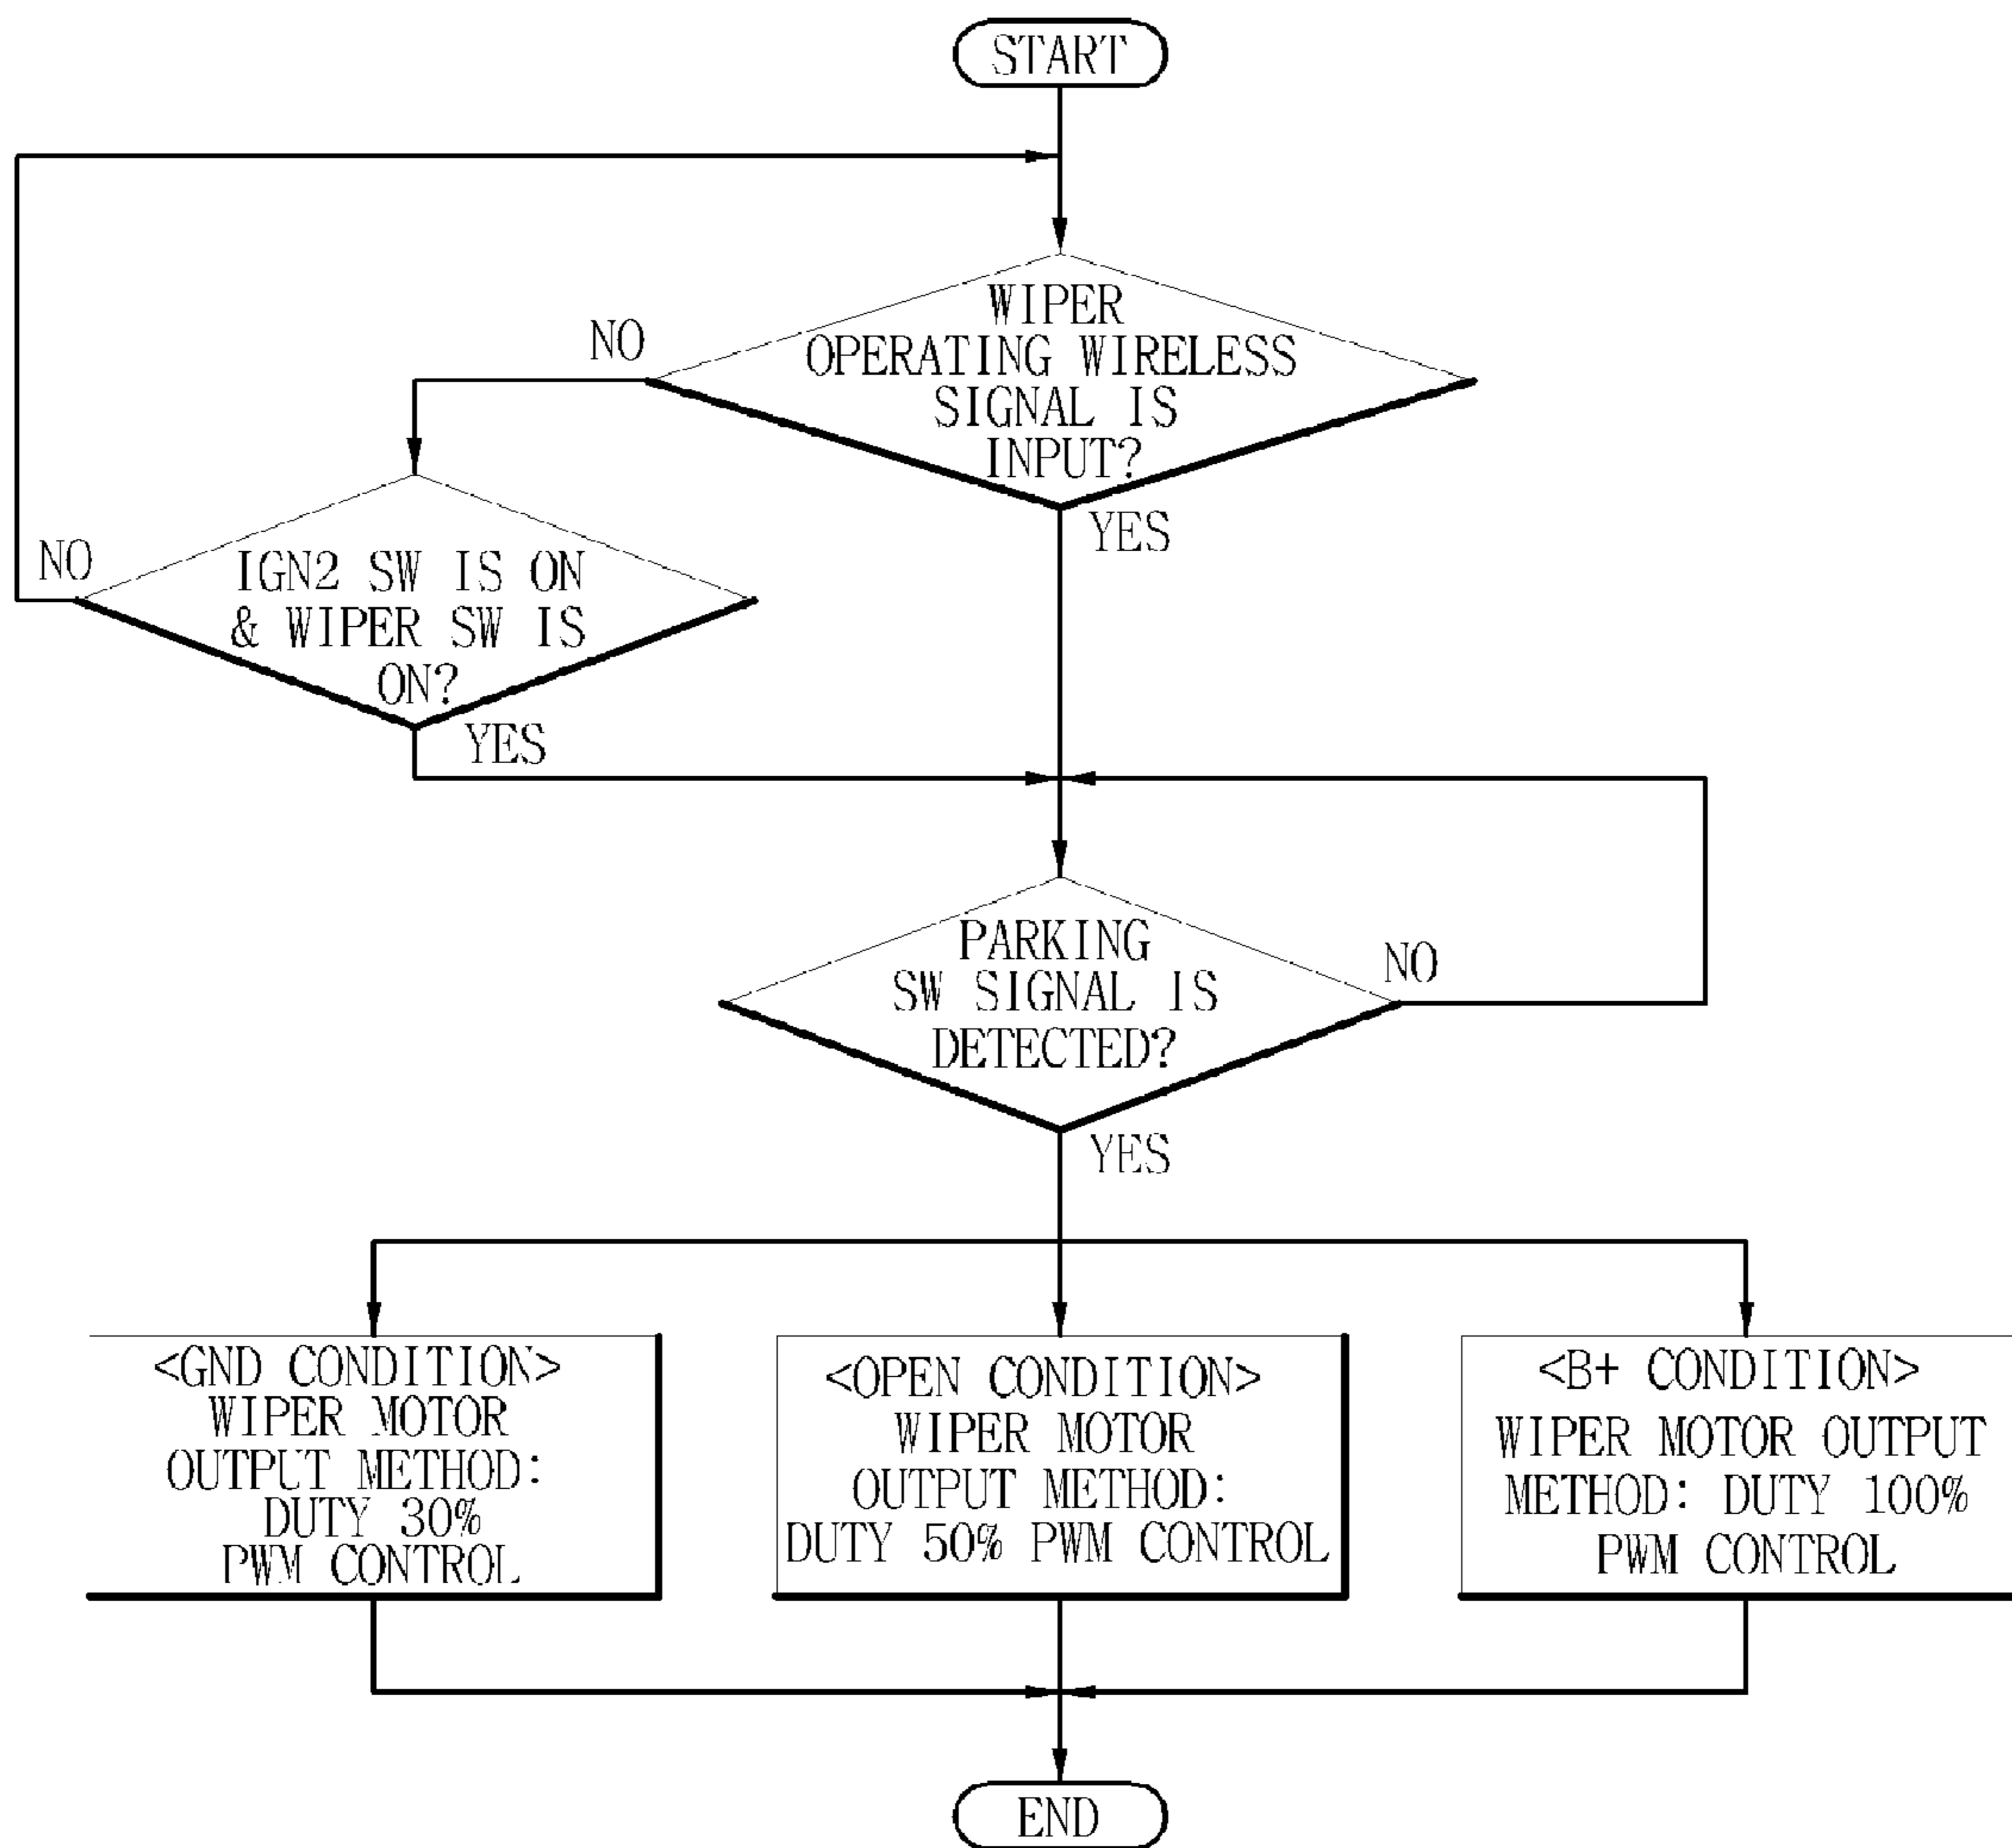 START
WIPER
OPERATING WIRELESS
SIGNAL IS
INPUT?
NO
YES
IGN2 SW IS ON
& WIPER SW IS
ON?
NO
YES
PARKING
SW SIGNAL IS
DETECTED?
NO
YES
<GND CONDITION>
WIPER MOTOR
OUTPUT METHOD:
DUTY 30%
PWM CONTROL
<OPEN CONDITION>
WIPER MOTOR
OUTPUT METHOD:
DUTY 50% PWM CONTROL
<B+ CONDITION>
WIPER MOTOR OUTPUT
METHOD: DUTY 100%
PWM CONTROL
END